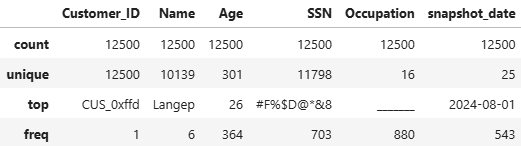 Customer_ID Name Age SSN Occupation snapshot_date
count 12500 12500 12500 12500 12500 12500
unique 12500 10139 301 11798 16 25
top CUS_0xffd Langep 26 #F%$D@*&8 _______ 2024-08-01
freq 1 6 364 703 880 543